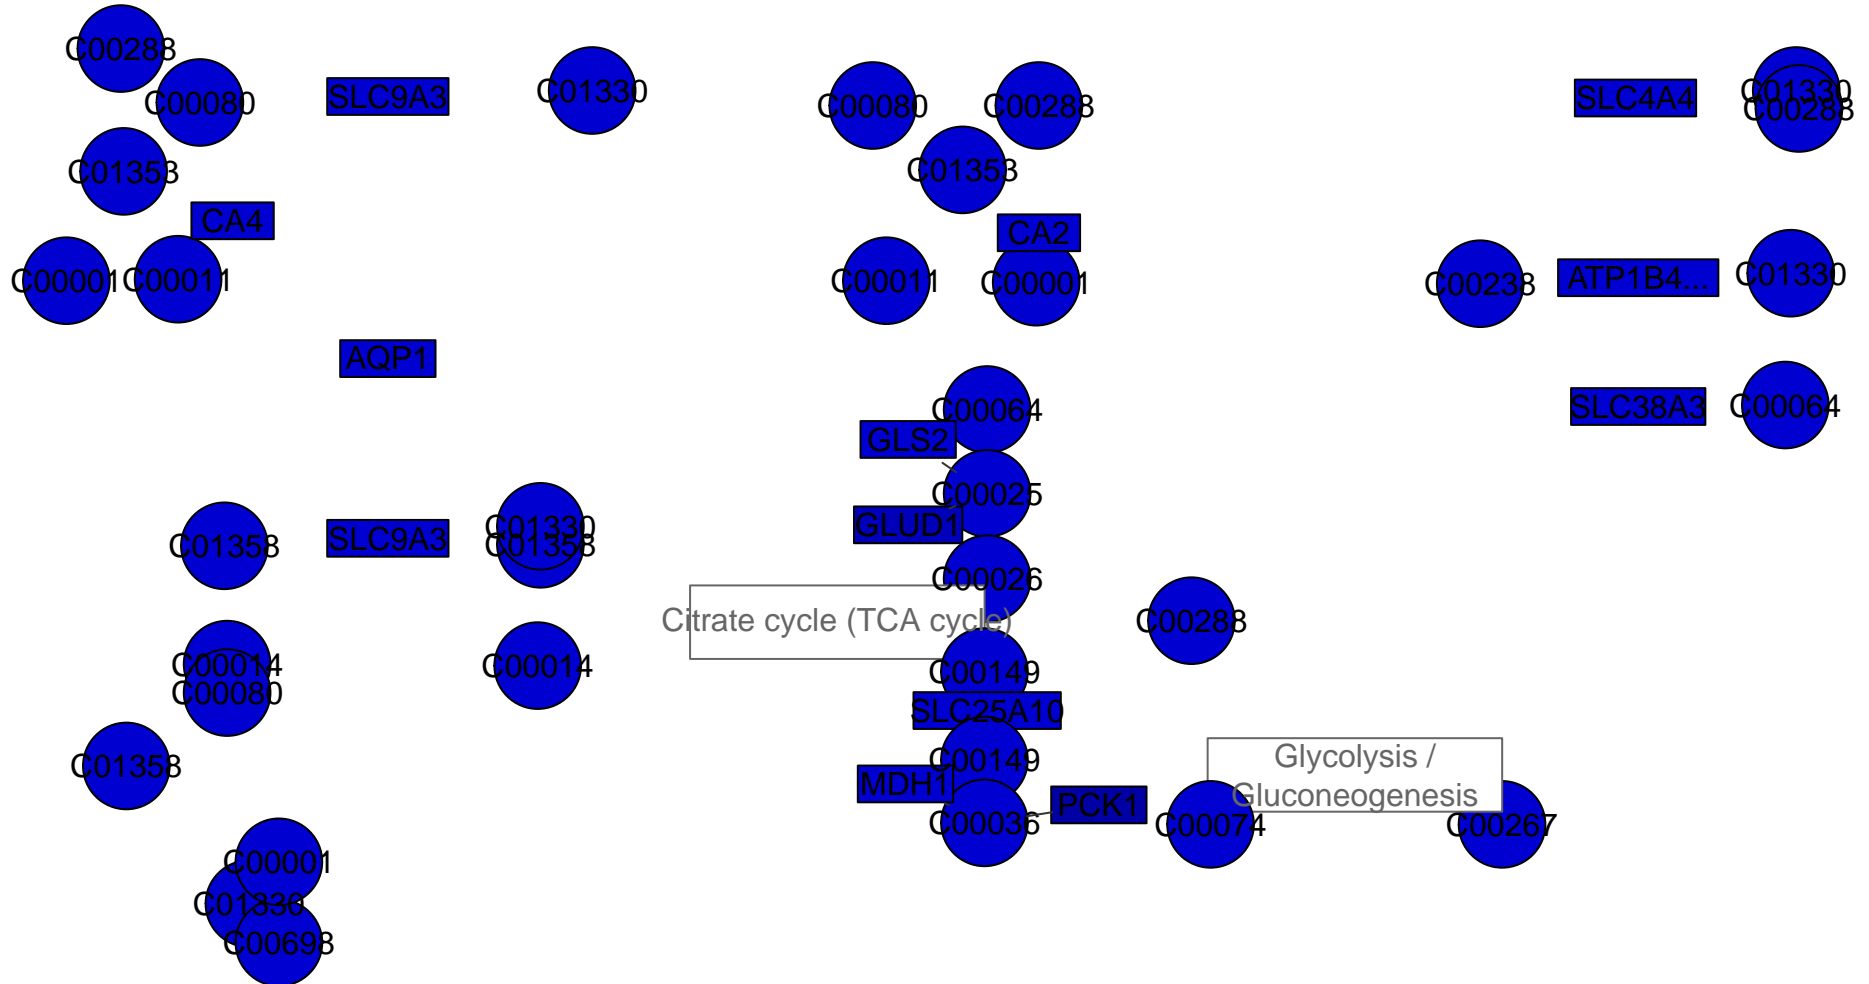 C00288
C00080
SLC9A3
C01330
C00080
C00288
SLC4A4
C01330
C00288
C01353
C01353
CA4
CA2
C00001
C00011
C00011
C00001
C00238
ATP1B4...
C01330
AQP1
C00064
SLC38A3
C00064
GLS2
C00025
GLUD1
C01358
SLC9A3
C01330
C01358
C00026
Citrate cycle (TCA cycle)
C00288
C00014
C00080
C00014
C00149
SLC25A10
C01358
C00149
MDH1
Glycolysis /
Gluconeogenesis
C00036
PCK1
C00074
C00267
C00001
C01330
C00698